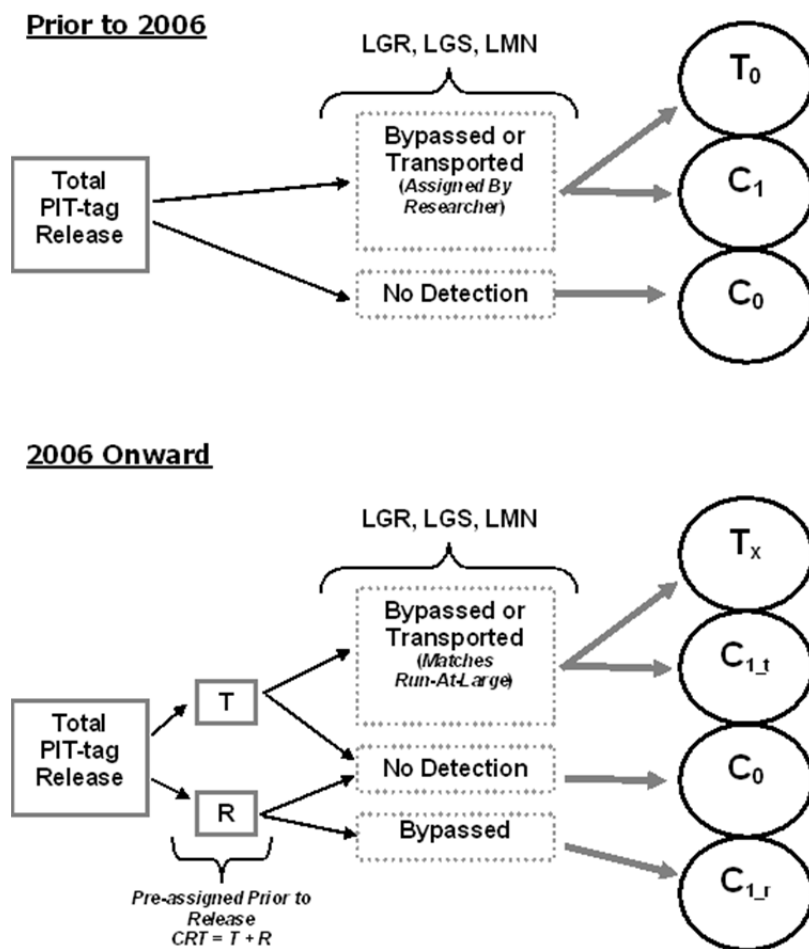 Prior to 2006
LGR, LGS, LMN
Total
PIT-tag
Release
Bypassed or
Transported
(Assigned By
Researcher)
No Detection
T0
C1
C0
2006 Onward
LGR, LGS, LMN
Total
PIT-tag
Release
T
R
Pre-assigned Prior to
Release
CRT = T + R
Bypassed or
Transported
(Matches
Run-At-Large)
No Detection
Bypassed
Tx
C1_t
C0
C1_r